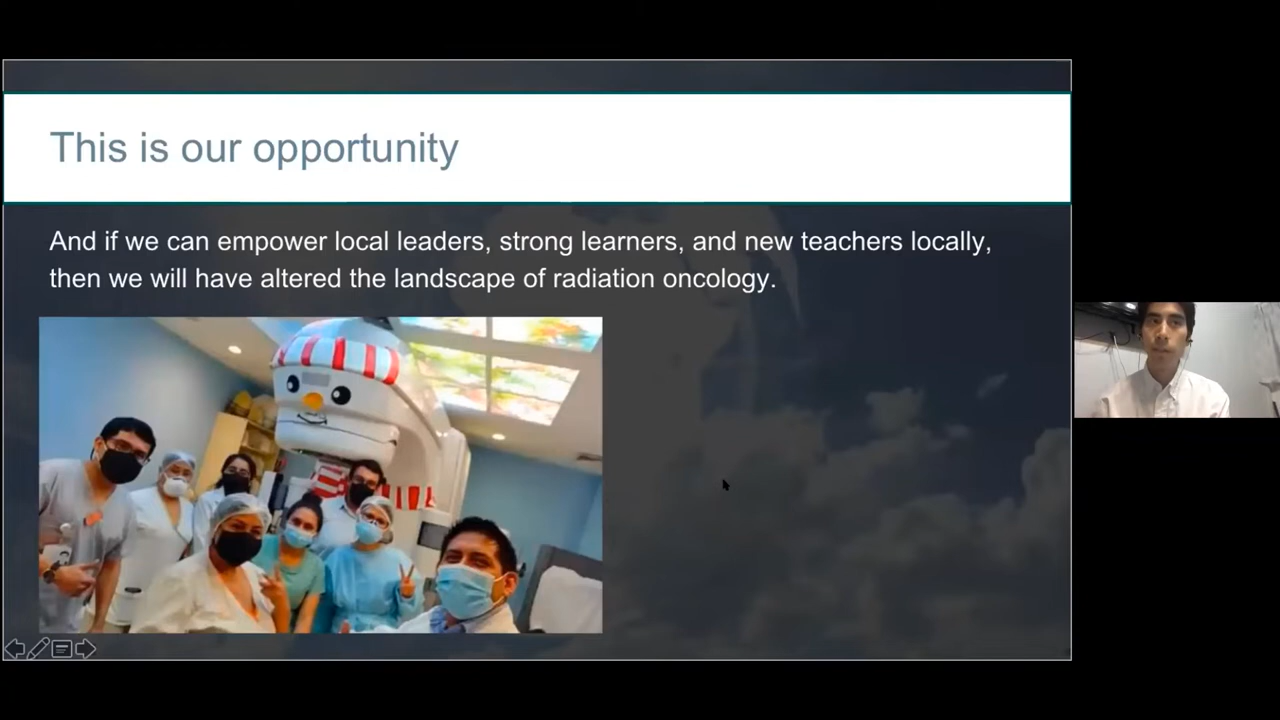 This is our opportunity
And if we can empower local leaders, strong learners, and new teachers locally,
then we will have altered the landscape of radiation oncology.